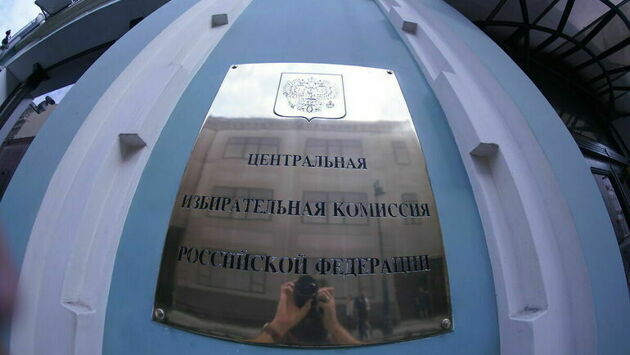 ЦЕНТРАЛЬНАЯ
ИЗБИРАТЕЛЬНАЯ КОМИССИЯ
РОССИЙСКОЙ ФЕДЕРАЦИИ